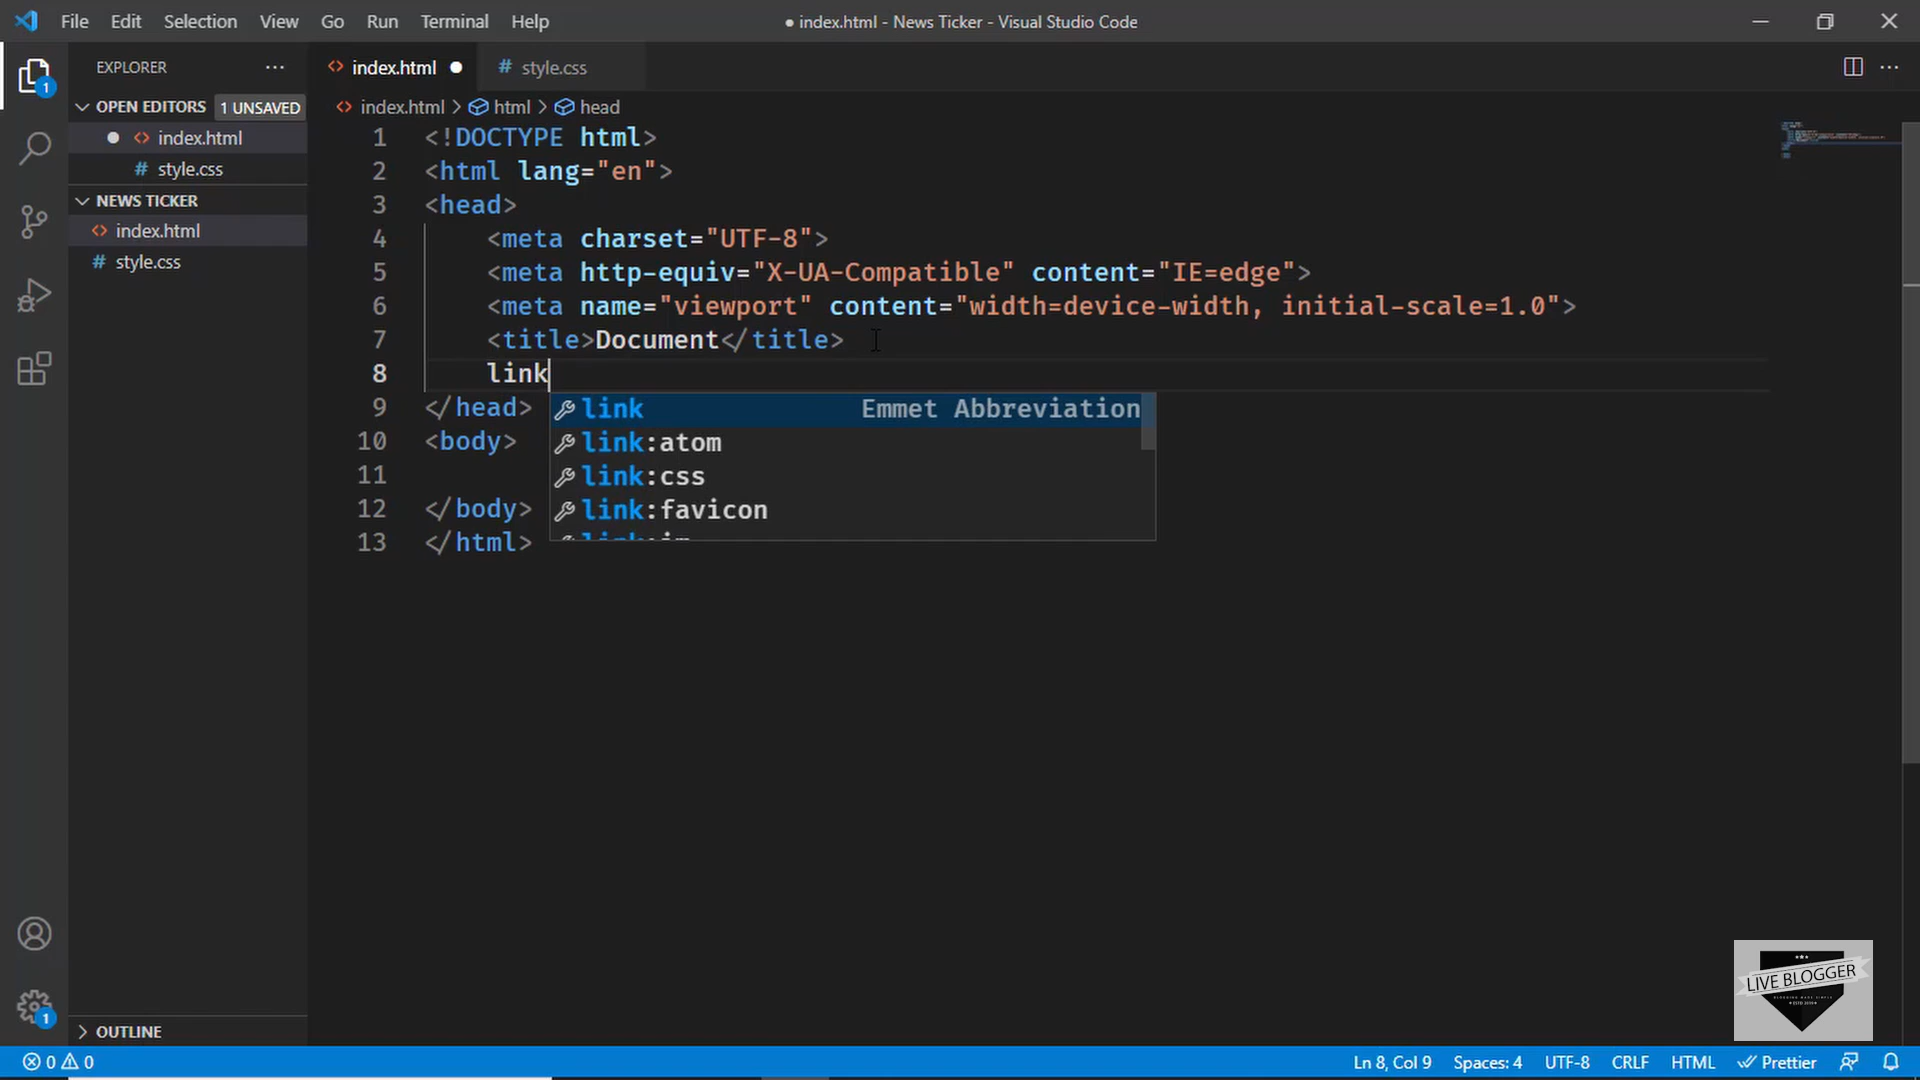 File Edit Selection View Go Run Terminal Help
● index.html - News Ticker - Visual Studio Code
EXPLORER
OPEN EDITORS 1 UNSAVED
index.html
style.css
NEWS TICKER
index.html
style.css
OUTLINE
index.html ●
style.css
index.html > html > head
1 <!DOCTYPE html>
2 <html lang="en">
3 <head>
4 <meta charset="UTF-8">
5 <meta http-equiv="X-UA-Compatible" content="IE=edge">
6 <meta name="viewport" content="width=device-width, initial-scale=1.0">
7 <title>Document</title>
8 link
9 </head>
10 <body>
11
12 </body>
13 </html>
link Emmet Abbreviation
link:atom
link:css
link:favicon
1
1
LIVE BLOGGER
0 0
Ln 8, Col 9 Spaces: 4 UTF-8 CRLF HTML Prettier